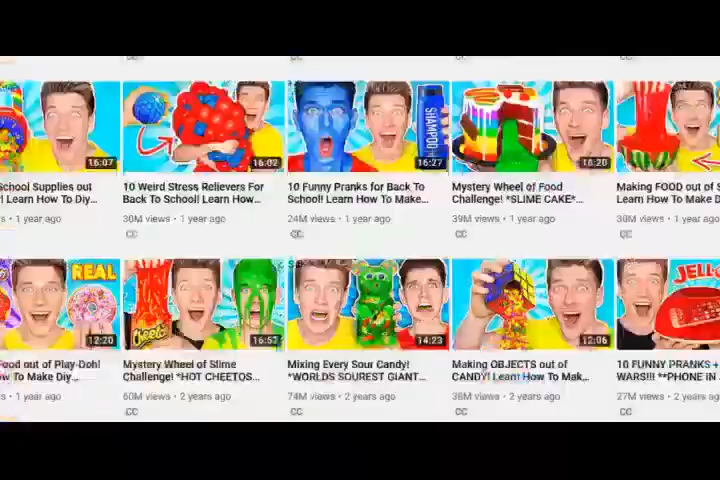 CC
CC
CC
16:07
16:02
SHAMPOO
16:27
School Supplies out
! Learn How To Diy...
1 year ago
10 Weird Stress Relievers For
Back To School! Learn How...
30M views • 1 year ago
CC
10 Funny Pranks for Back To
School! Learn How To Make...
24M views • 1 year ago
CC
Mystery Wheel of Food
Challenge! *SLIME CAKE*...
39M views • 1 year ago
CC
Making FOOD out of S
Learn How To Make D
30M views • 1 year ag
CC
REAL
12:20
Cheetos
16:57
14:23
12:06
JELLO
Food out of Play-Doh!
ow To Make Diy...
s • 1 year ago
Mystery Wheel of Slime
Challenge! *HOT CHEETOS...
60M views • 2 years ago
CC
Mixing Every Sour Candy!
*WORLDS SOUREST GIANT...
74M views • 2 years ago
CC
Making OBJECTS out of
CANDY! Learn How To Mak...
38M views • 2 years ago
CC
10 FUNNY PRANKS +
WARS!!! **PHONE IN
27M views • 2 years ag
CC